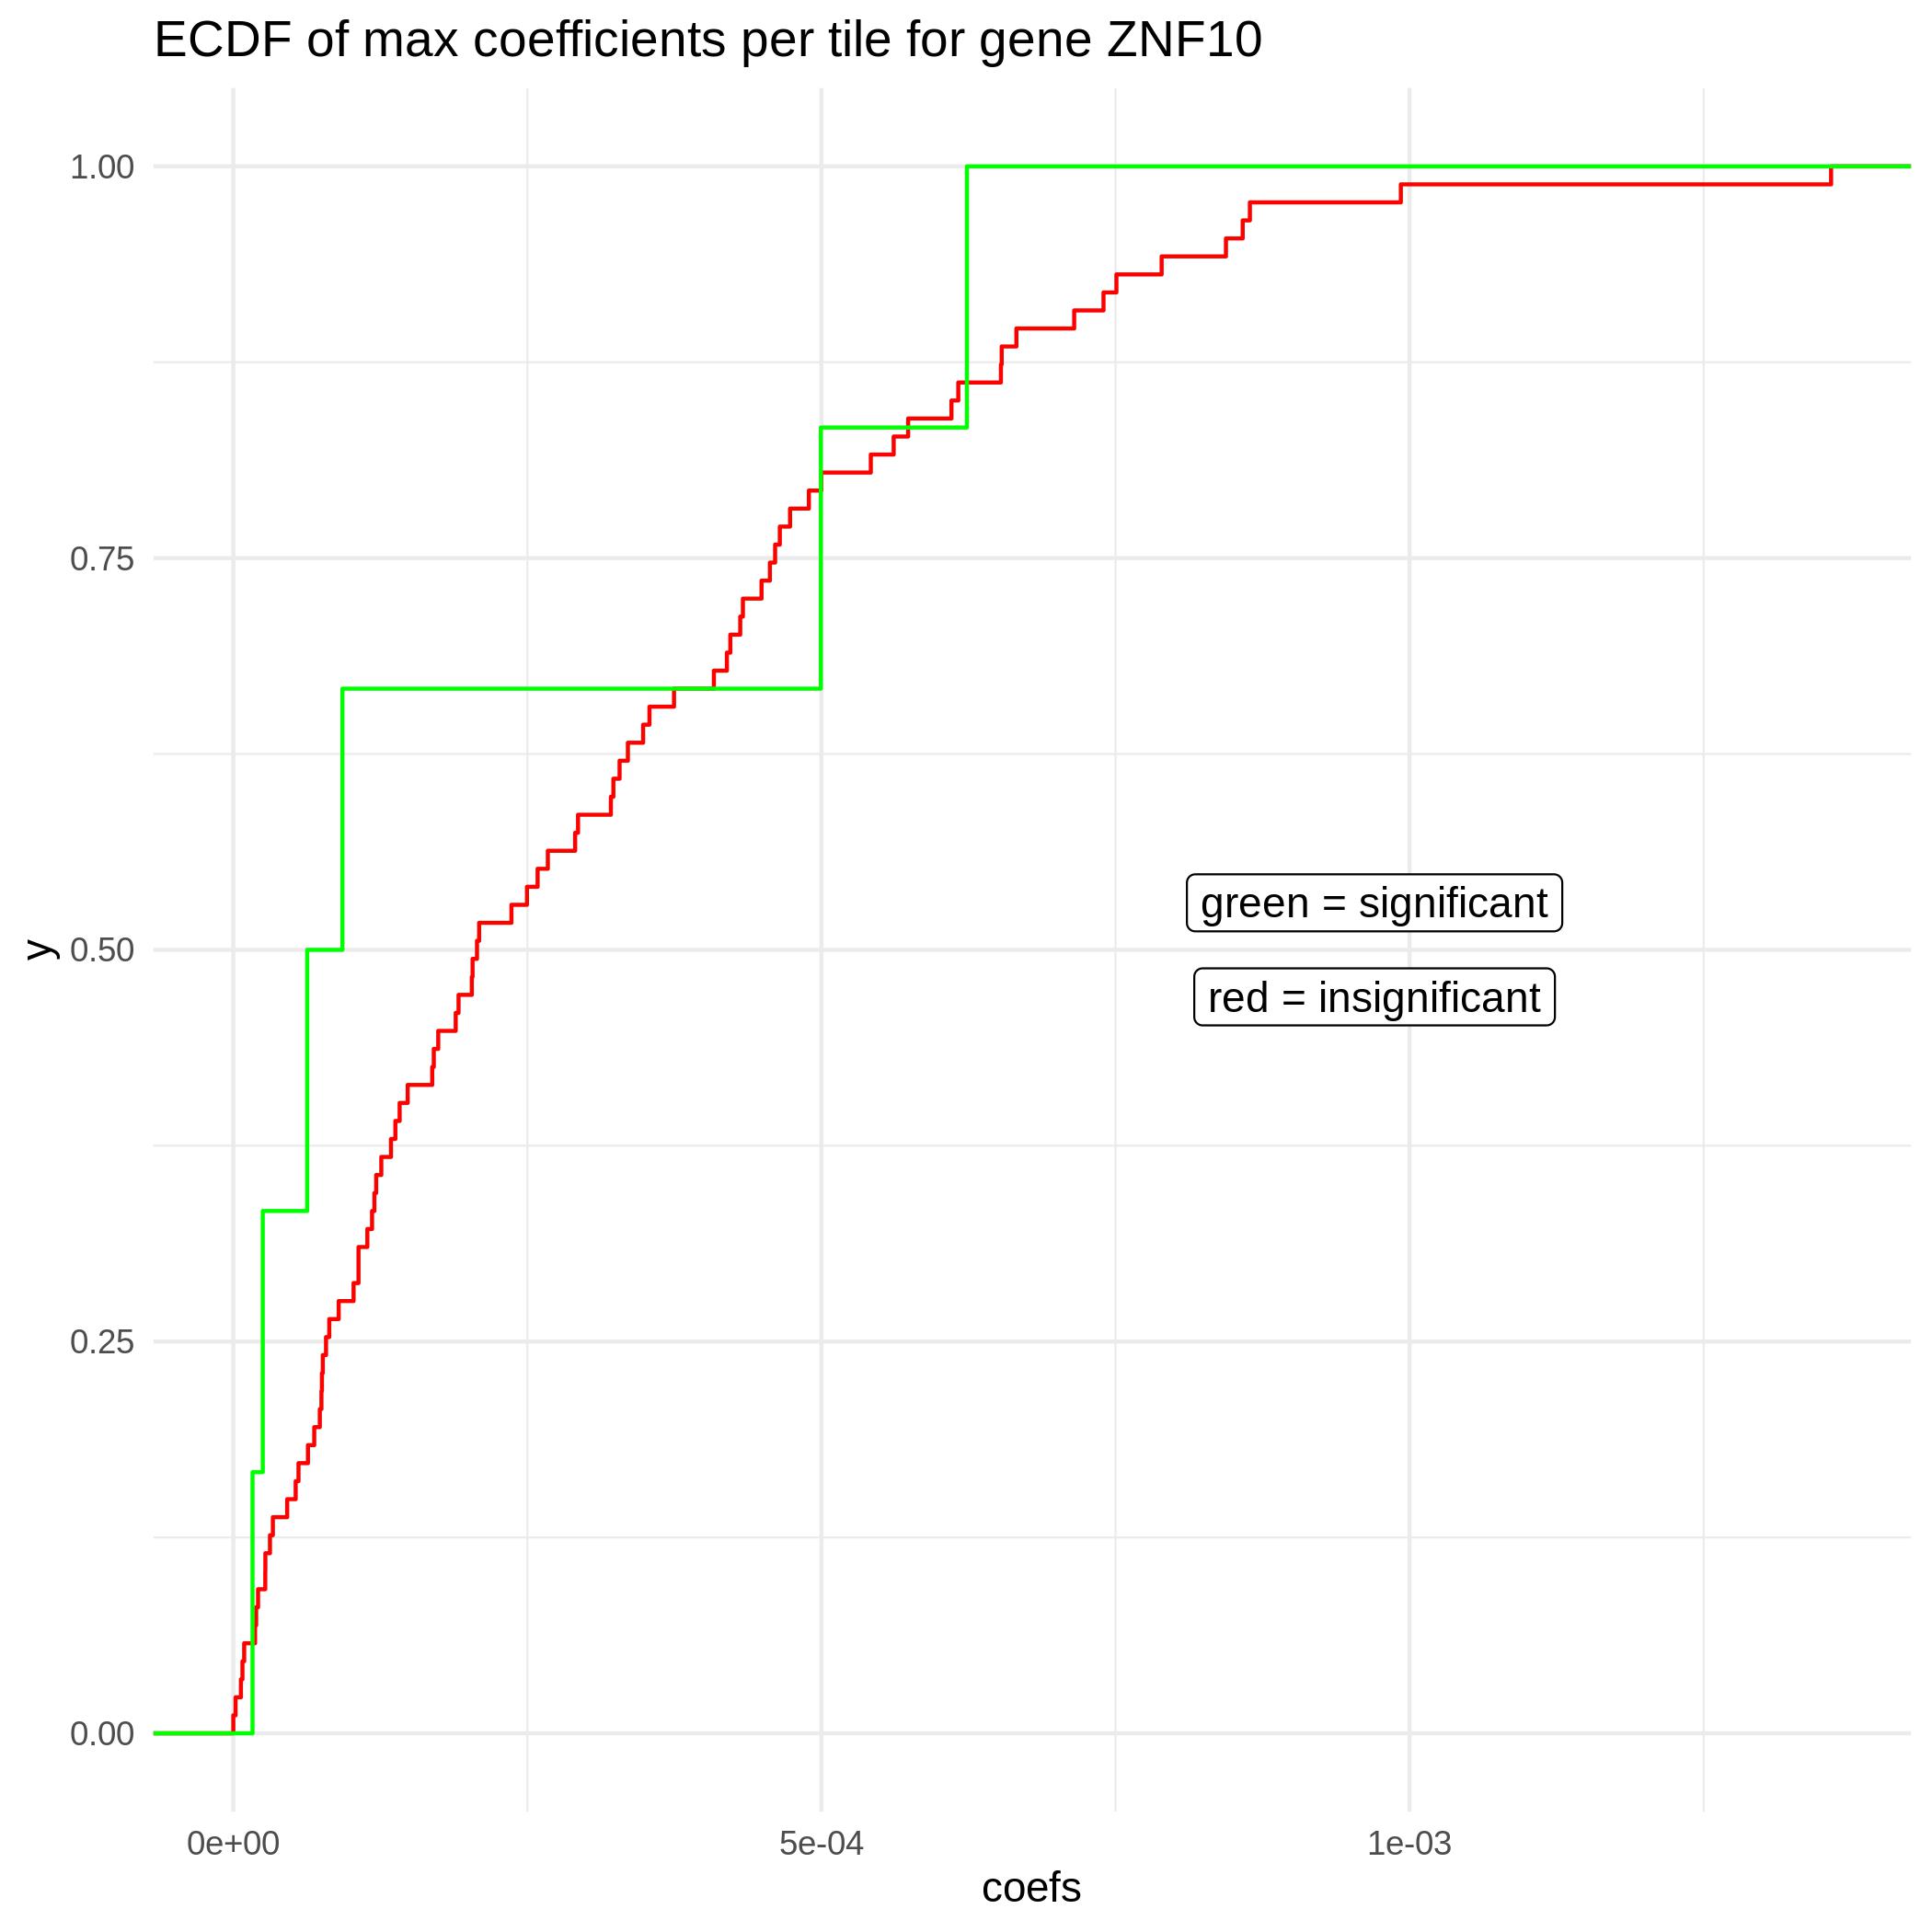 ECDF of max coefficients per tile for gene ZNF10
1.00
0.75
0.50
0.25
0.00
y
green = significant
red = insignificant
0e+00
5e-04
1e-03
coefs